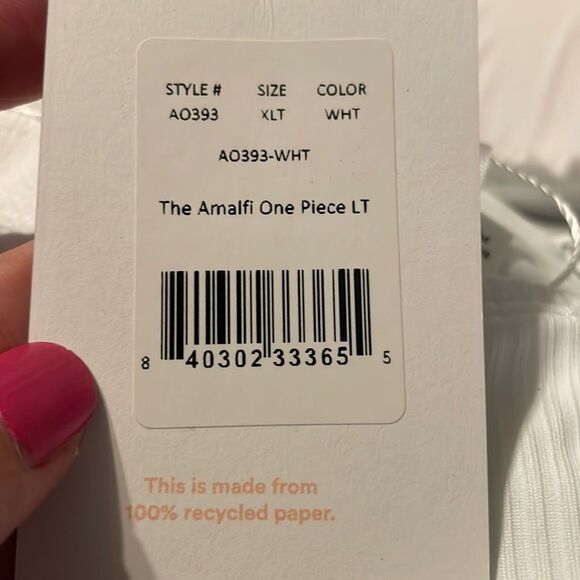 STYLE # SIZE COLOR
AO393 XLT WHT
AO393-WHT
The Amalfi One Piece LT
8 40302 33365 5
This is made from
100% recycled paper.